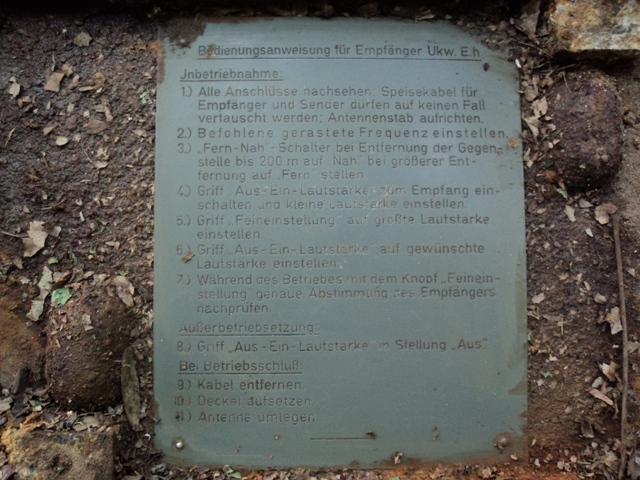 Bedienungsanweisung für Empfänger Ukw. E. h.
Jnbetriebnahme:
1.) Alle Anschlüsse nachsehen: Speisekabel für
Empfänger und Sender dürfen auf keinen Fall
vertauscht werden; Antennenstab aufrichten.
2.) Befohlene gerastete Frequenz einstellen.
3.) „Fern-Nah"-Schalter bei Entfernung der Gegen-
stelle bis 200 m auf „Nah" bei größerer Ent-
fernung auf „Fern" stellen.
4.) Griff „Aus-Ein-Lautstärke" zum Empfang ein-
schalten und kleine Lautstärke einstellen.
5.) Griff „Feineinstellung" auf größte Lautstärke
einstellen.
6.) Griff „Aus-Ein-Lautstärke" auf gewünschte
Lautstärke einstellen.
7.) Während des Betriebes mit dem Knopf „Feinein-
stellung" genaue Abstimmung des Empfängers
nachprüfen.
Außerbetriebsetzung:
8.) Griff „Aus-Ein-Lautstärke" in Stellung „Aus".
Bei Betriebsschluß:
9.) Kabel entfernen.
10.) Deckel aufsetzen.
11.) Antenne umlegen.